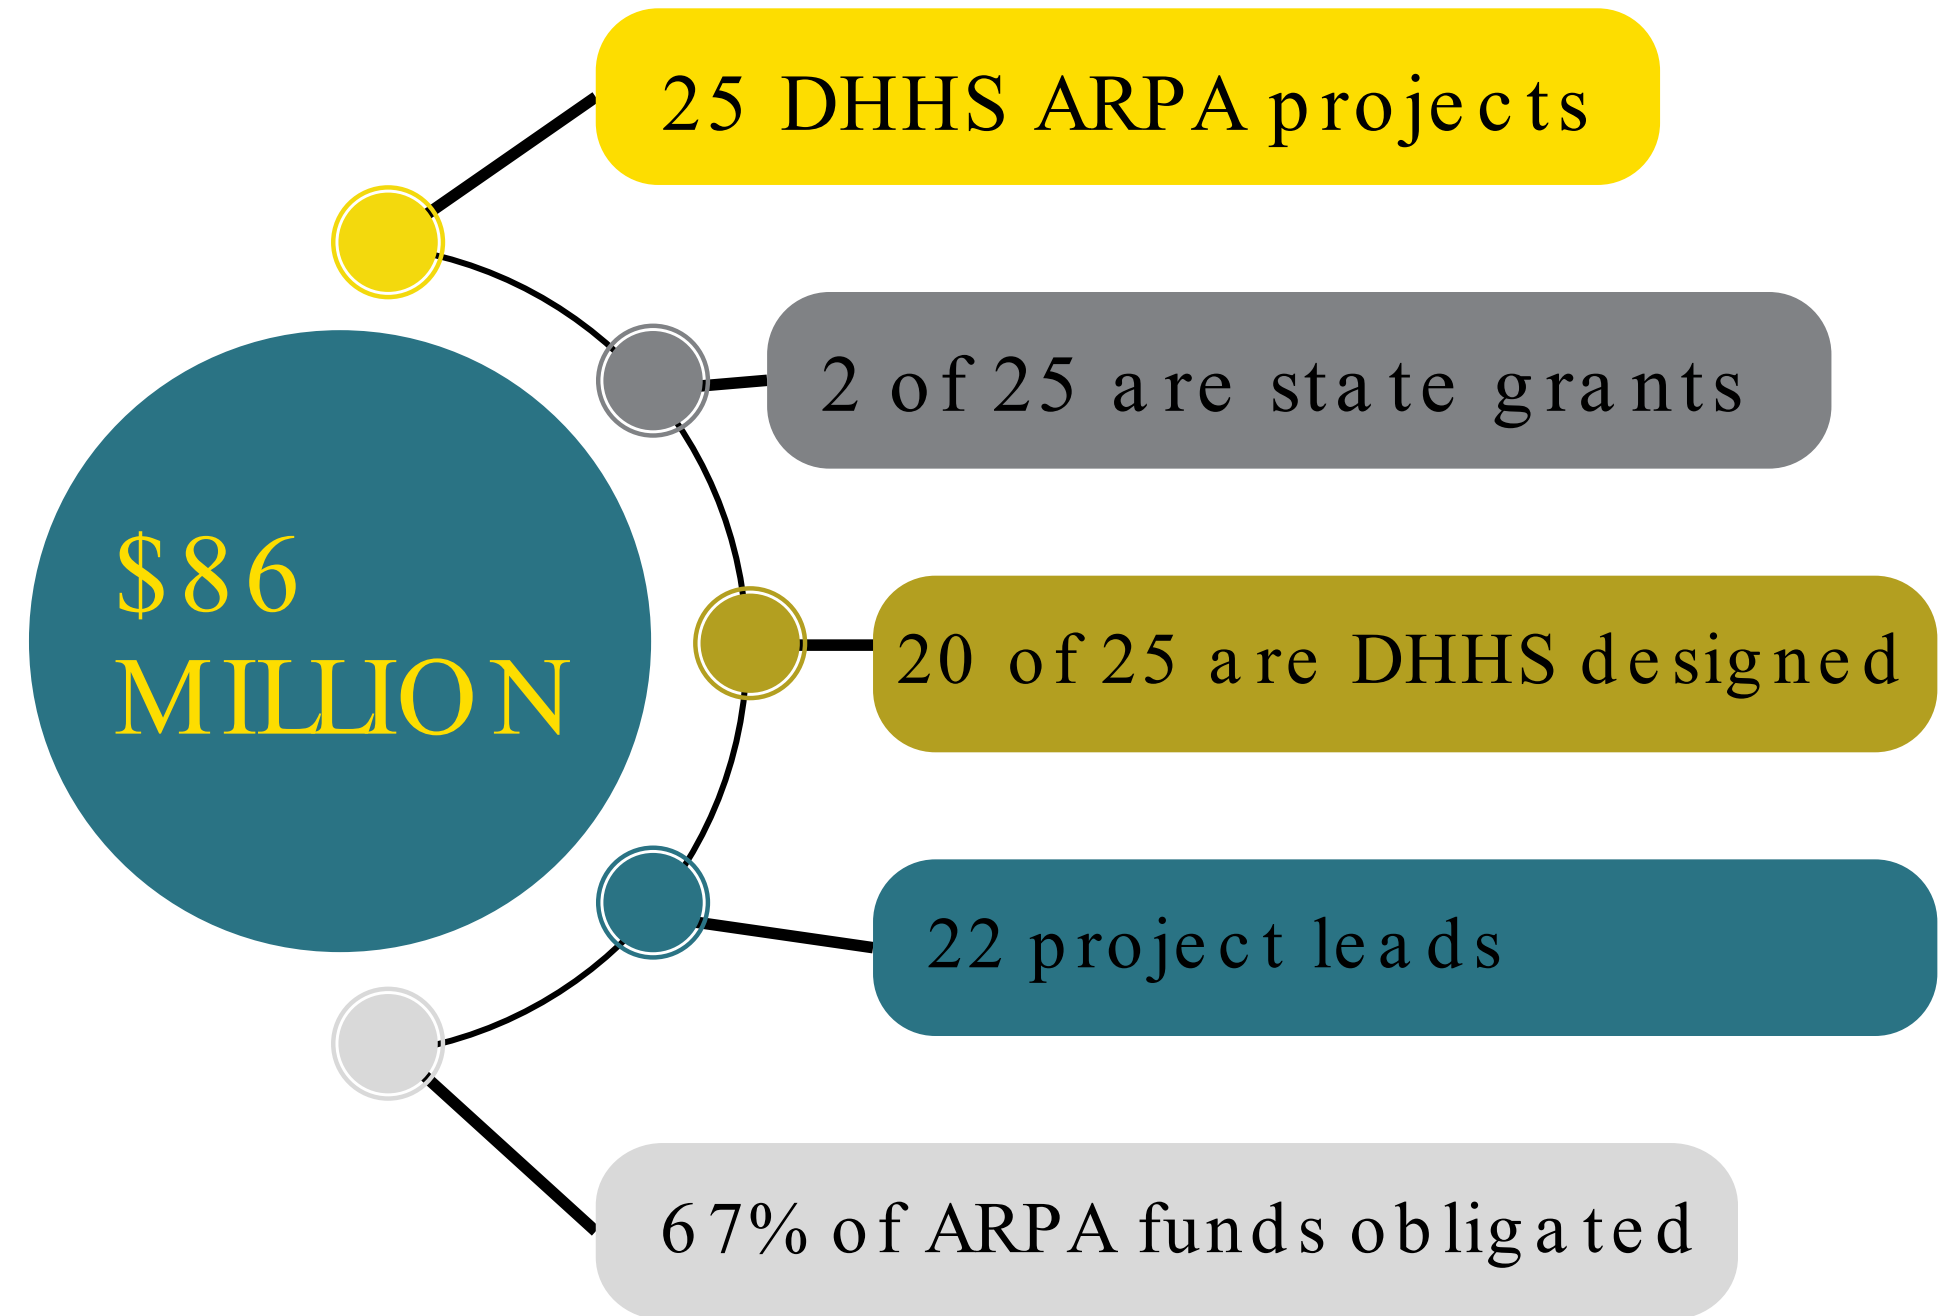 25 DHHS ARPA projects
2 of 25 are state grants
$86
MILLION
20 of 25 are DHHS designed
22 project leads
67% of ARPA funds obligated